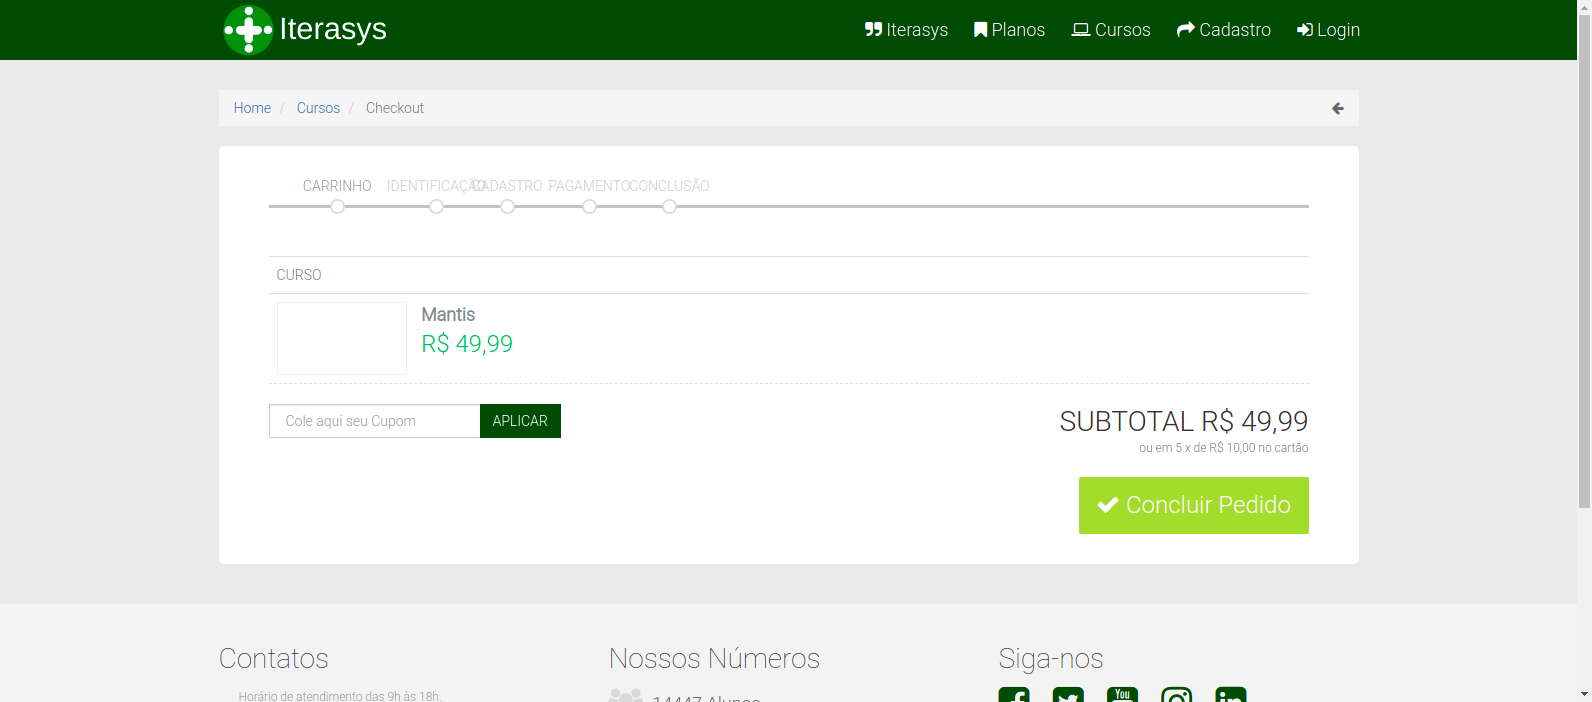 Iterasys
Iterasys Planos Cursos Cadastro Login
Home / Cursos / Checkout
CARRINHO IDENTIFICAÇÃO CADASTRO PAGAMENTO CONCLUSÃO
CURSO
Mantis
R$ 49,99
Cole aqui seu Cupom APLICAR
SUBTOTAL R$ 49,99
ou em 5 x de R$ 10,00 no cartão
Concluir Pedido
Contatos
Horário de atendimento das 9h às 18h.
Nossos Números
14447 Alunos
Siga-nos
You